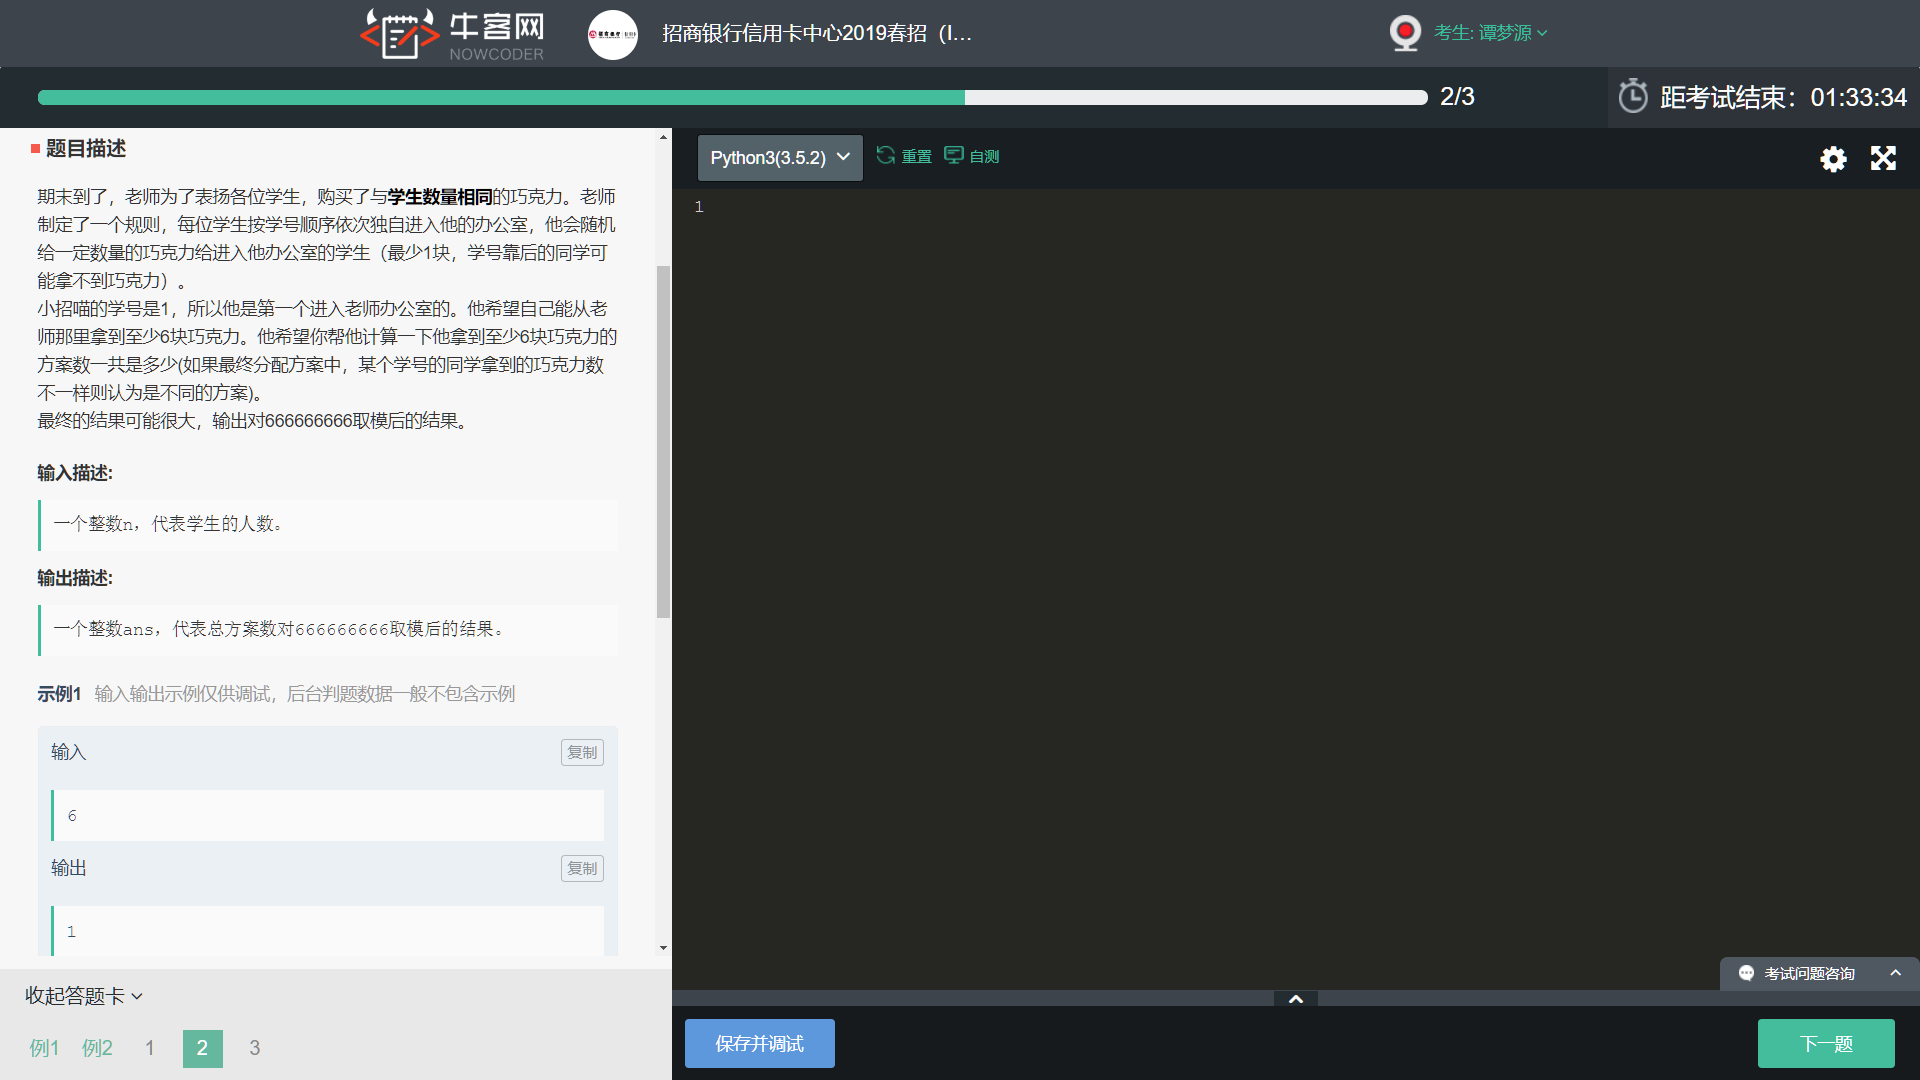 牛客网
NOWCODER
招商银行信用卡中心2019春招（I...
考生: 谭梦源
2/3
距考试结束：01:33:34
题目描述
期末到了，老师为了表扬各位学生，购买了与学生数量相同的巧克力。老师
制定了一个规则，每位学生按学号顺序依次独自进入他的办公室，他会随机
给一定数量的巧克力给进入他办公室的学生（最少1块，学号靠后的同学可
能拿不到巧克力）。
小招喵的学号是1，所以他是第一个进入老师办公室的。他希望自己能从老
师那里拿到至少6块巧克力。他希望你帮他计算一下他拿到至少6块巧克力的
方案数一共是多少(如果最终分配方案中，某个学号的同学拿到的巧克力数
不一样则认为是不同的方案)。
最终的结果可能很大，输出对666666666取模后的结果。
输入描述:
一个整数n，代表学生的人数。
输出描述:
一个整数ans，代表总方案数对666666666取模后的结果。
示例1 输入输出示例仅供调试，后台判题数据一般不包含示例
输入
复制
6
输出
复制
1
收起答题卡
例1 例2 1 2 3
Python3(3.5.2) 重置 自测
1
考试问题咨询
保存并调试
下一题